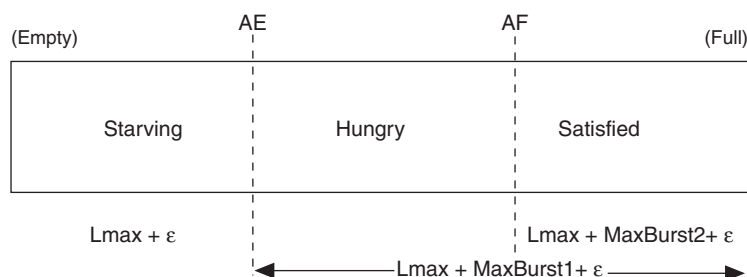 AE AF
(Empty) (Full)
Starving Hungry Satisfied
Lmax + ε Lmax + MaxBurst2+ ε
Lmax + MaxBurst1+ ε